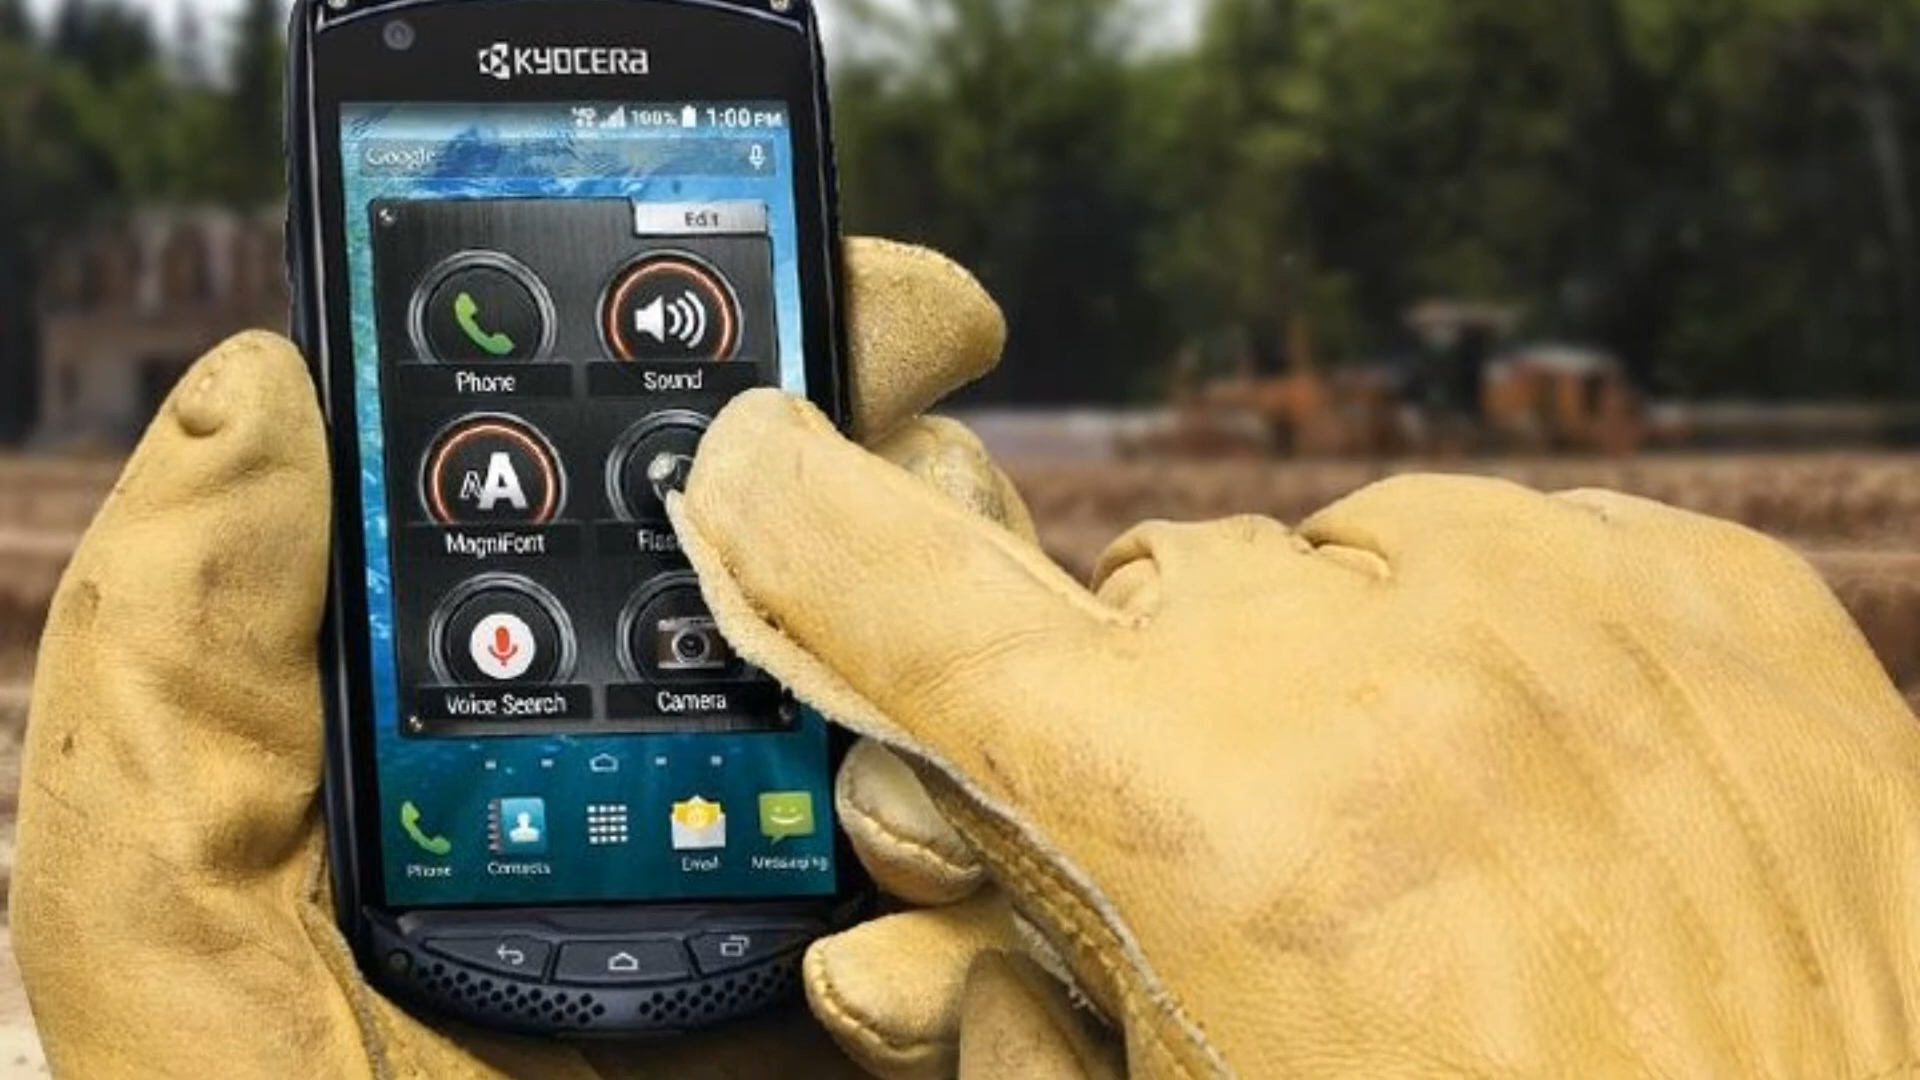 KYOCERA
100% 1:00 PM
Google
Edit
Phone
Sound
MagniFont
Voice Search
Camera
Phone
Contacts
Email
Messaging